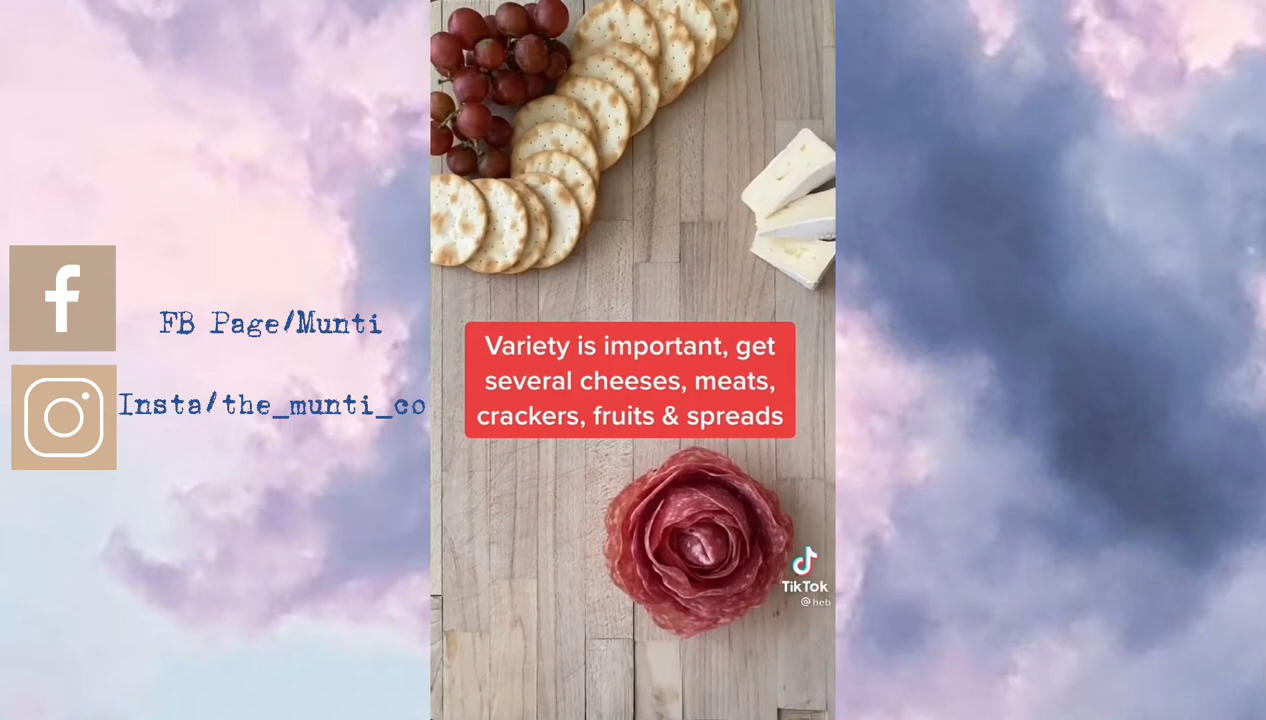 FB Page/Munti
Insta/the_munti_co
Variety is important, get
several cheeses, meats,
crackers, fruits & spreads
TikTok
@heb